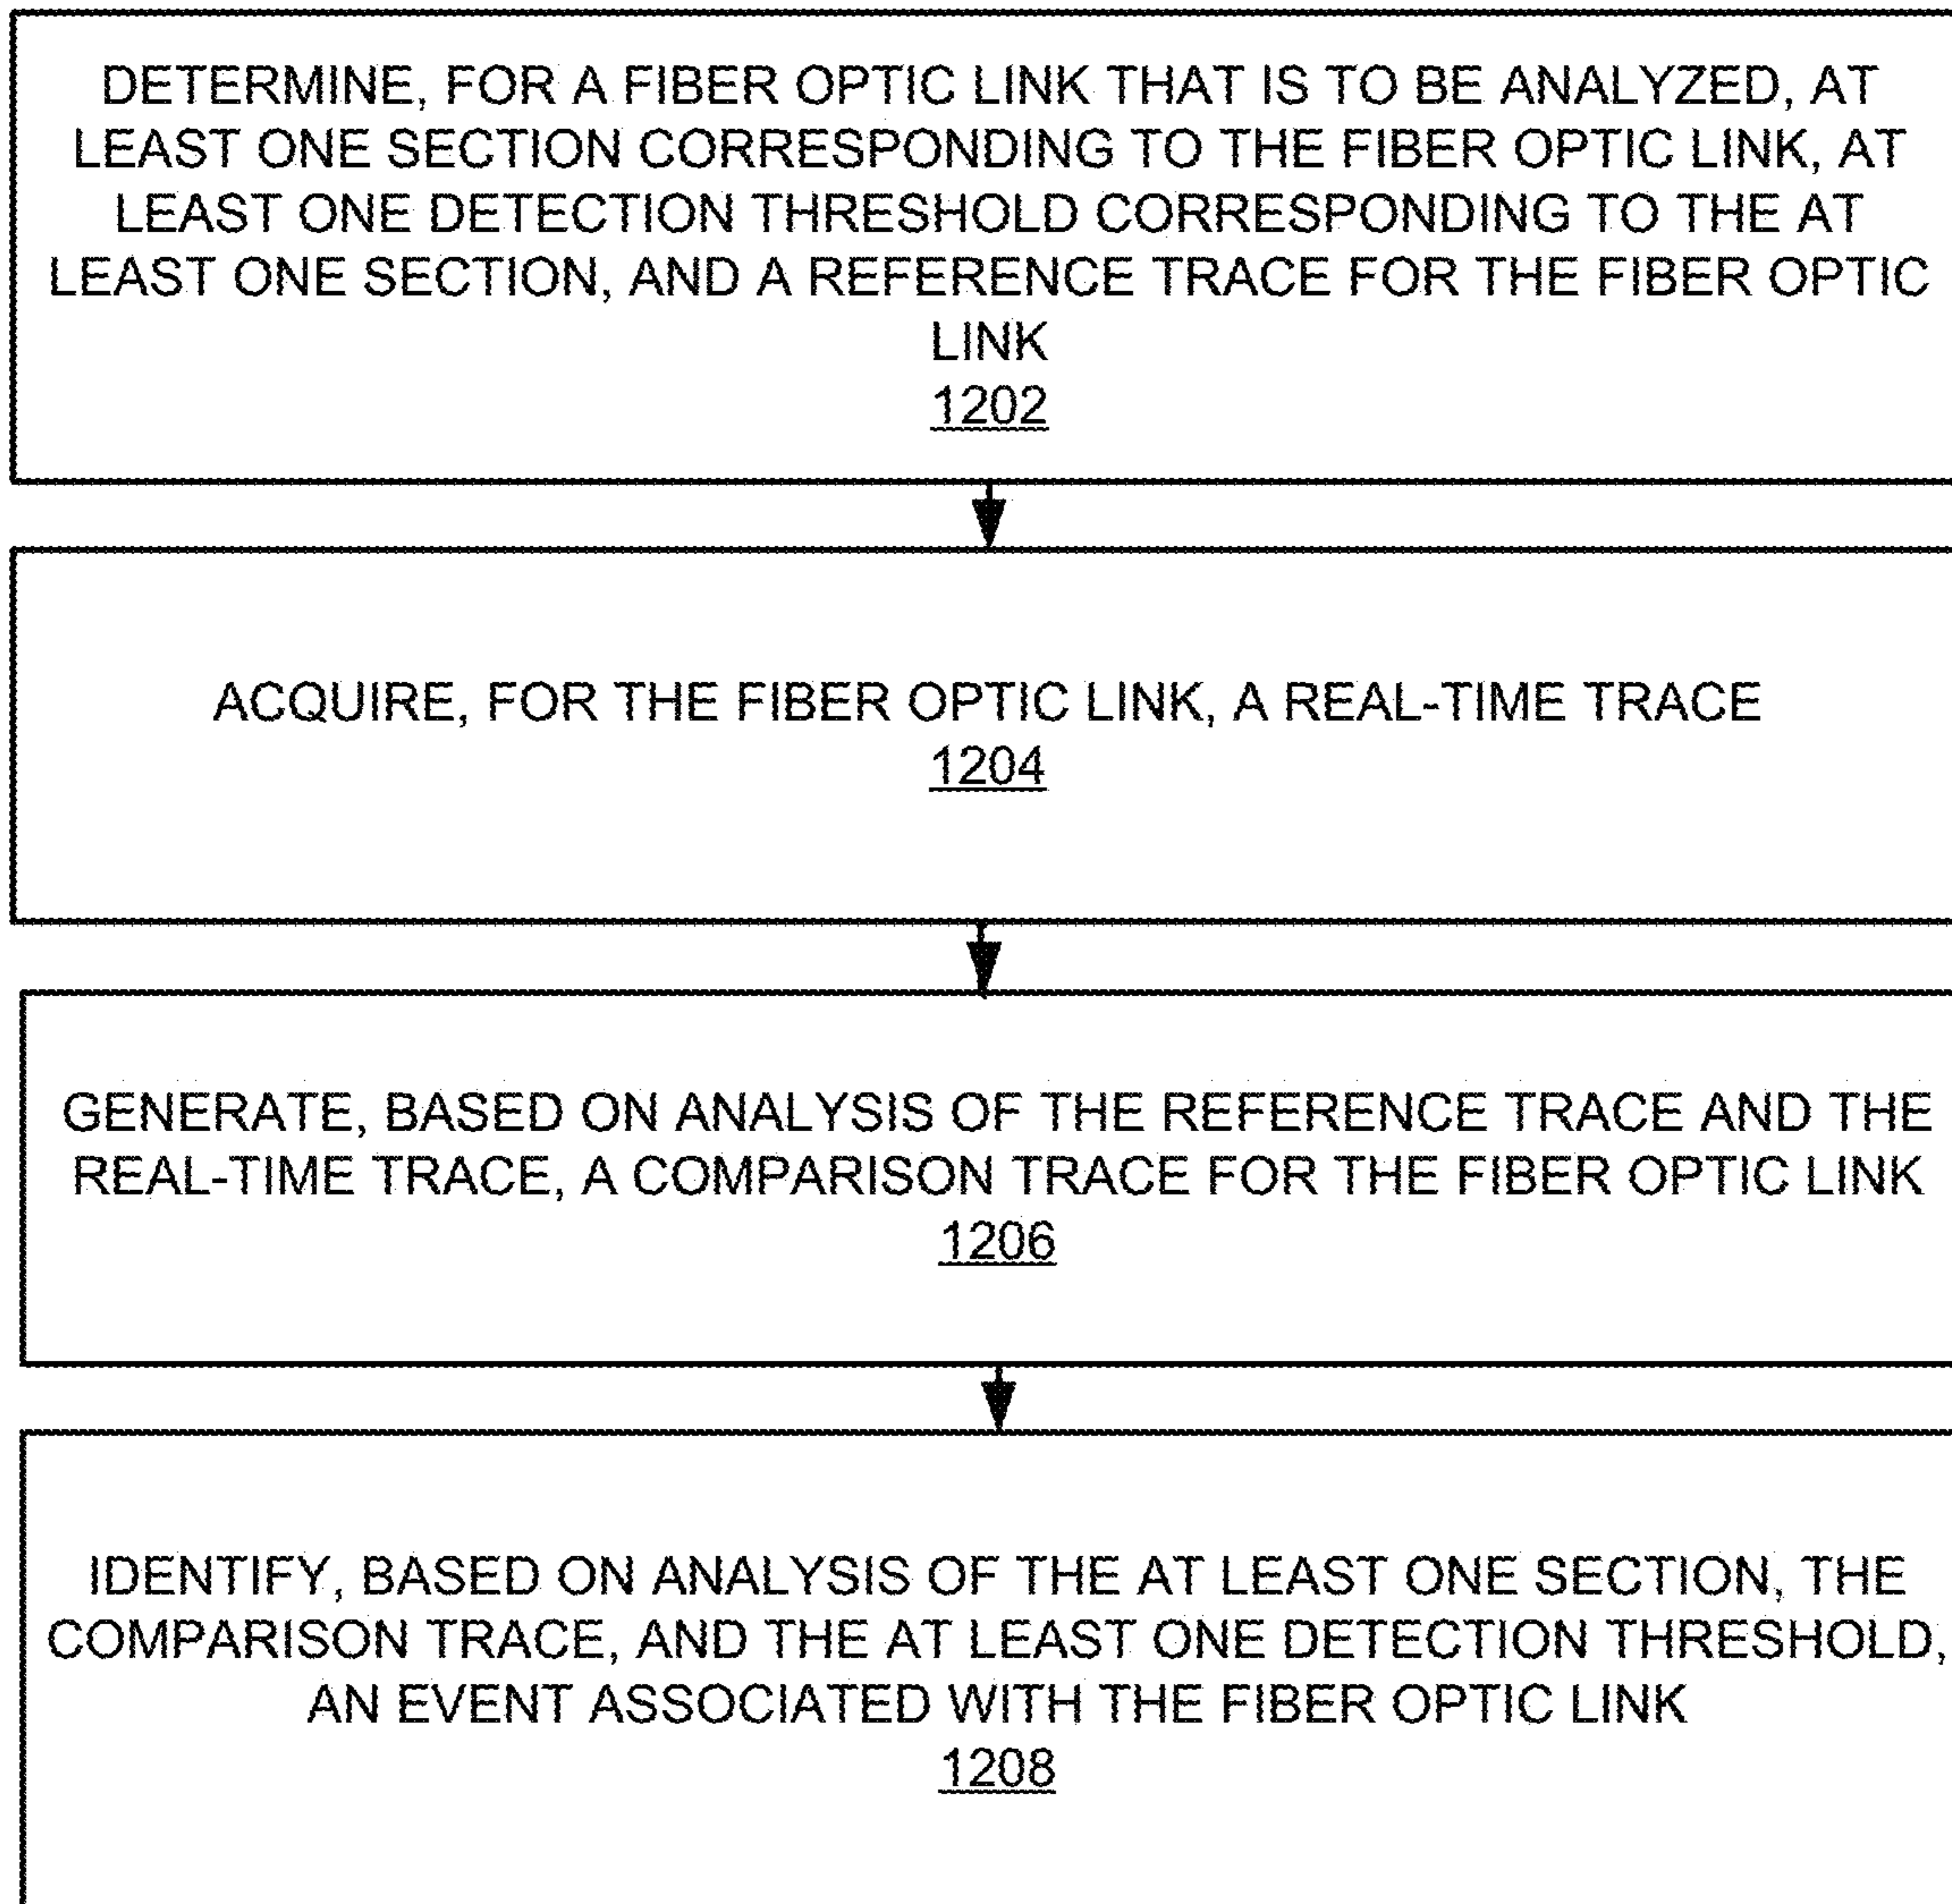 DETERMINE, FOR A FIBER OPTIC LINK THAT IS TO BE ANALYZED, AT
LEAST ONE SECTION CORRESPONDING TO THE FIBER OPTIC LINK, AT
LEAST ONE DETECTION THRESHOLD CORRESPONDING TO THE AT
LEAST ONE SECTION, AND A REFERENCE TRACE FOR THE FIBER OPTIC
LINK
1202
ACQUIRE, FOR THE FIBER OPTIC LINK, A REAL-TIME TRACE
1204
GENERATE, BASED ON ANALYSIS OF THE REFERENCE TRACE AND THE
REAL-TIME TRACE, A COMPARISON TRACE FOR THE FIBER OPTIC LINK
1206
IDENTIFY, BASED ON ANALYSIS OF THE AT LEAST ONE SECTION, THE
COMPARISON TRACE, AND THE AT LEAST ONE DETECTION THRESHOLD,
AN EVENT ASSOCIATED WITH THE FIBER OPTIC LINK
1208